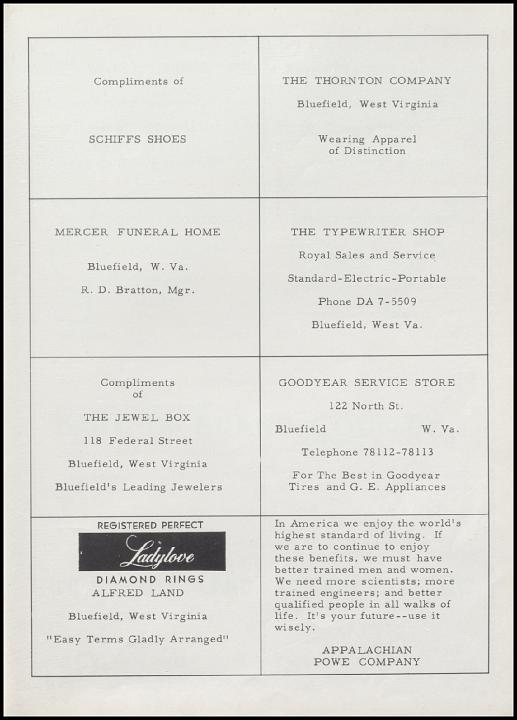 Compliments of
SCHIFFS SHOES
THE THORNTON COMPANY
Bluefield, West Virginia
Wearing Apparel
of Distinction
MERCER FUNERAL HOME
Bluefield, W. Va.
R. D. Bratton, Mgr.
THE TYPEWRITER SHOP
Royal Sales and Service
Standard-Electric-Portable
Phone DA 7-5509
Bluefield, West Va.
Compliments
of
THE JEWEL BOX
118 Federal Street
Bluefield, West Virginia
Bluefield's Leading Jewelers
GOODYEAR SERVICE STORE
122 North St.
Bluefield W. Va.
Telephone 78112-78113
For The Best in Goodyear
Tires and G. E. Appliances
REGISTERED PERFECT
Ladylove
DIAMOND RINGS
ALFRED LAND
Bluefield, West Virginia
"Easy Terms Gladly Arranged"
In America we enjoy the world's
highest standard of living. If
we are to continue to enjoy
these benefits, we must have
better trained men and women.
We need more scientists; more
trained engineers; and better
qualified people in all walks of
life. It's your future--use it
wisely.
APPALACHIAN
POWE COMPANY